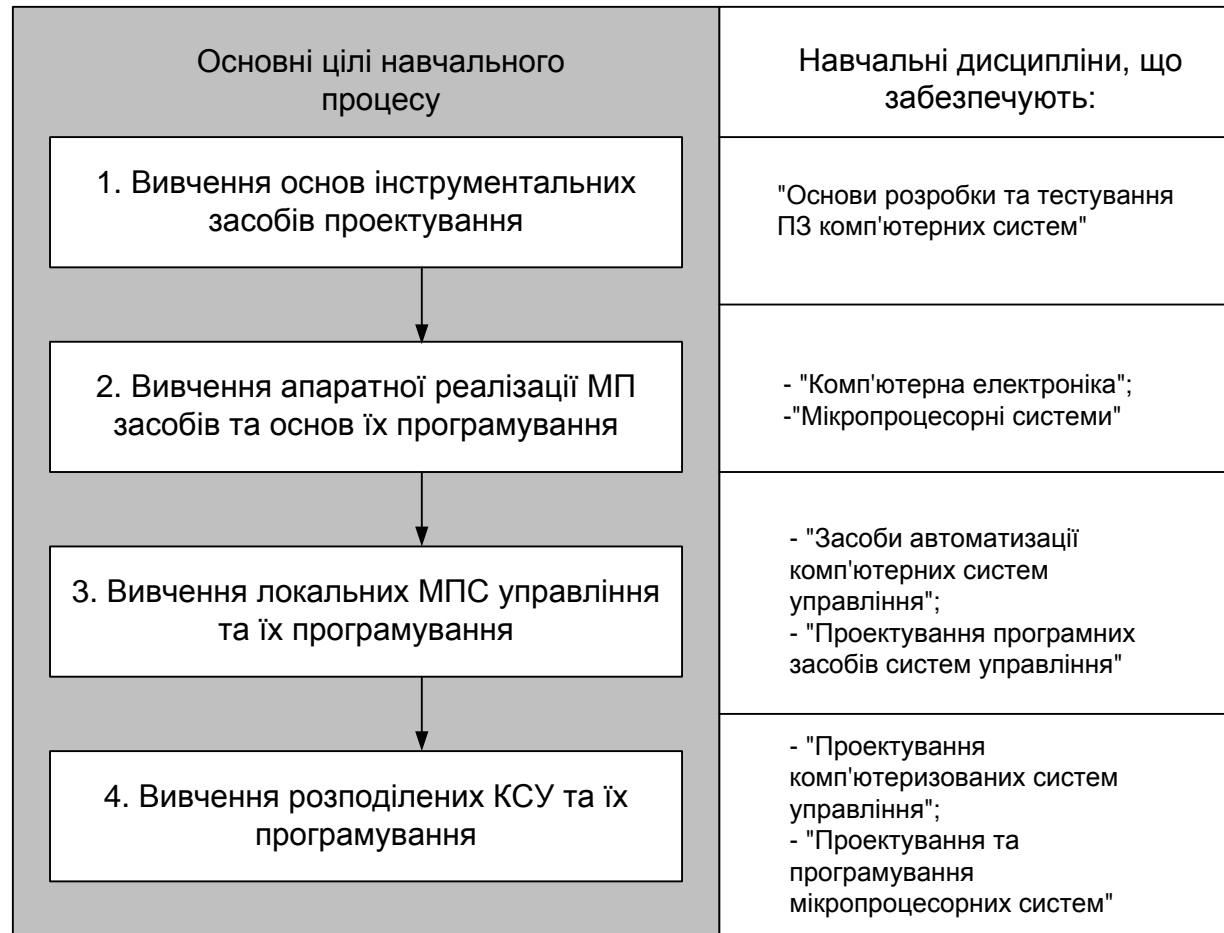 Основні цілі навчального
процесу
Навчальні дисципліни, що
забезпечують:
1. Вивчення основ інструментальних
засобів проектування
"Основи розробки та тестування
ПЗ комп'ютерних систем"
2. Вивчення апаратної реалізації МП
засобів та основ їх програмування
- "Комп'ютерна електроніка";
-"Мікропроцесорні системи"
3. Вивчення локальних МПС управління
та їх програмування
- "Засоби автоматизації
комп'ютерних систем
управління";
- "Проектування програмних
засобів систем управління"
4. Вивчення розподілених КСУ та їх
програмування
- "Проектування
комп'ютеризованих систем
управління";
- "Проектування та
програмування
мікропроцесорних систем"